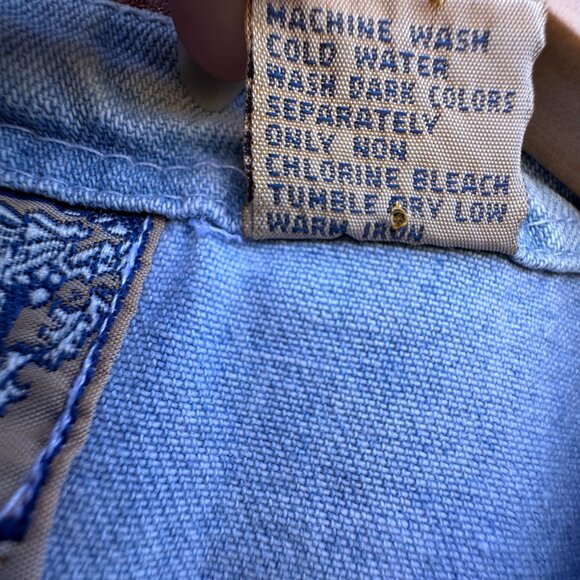 MACHINE WASH
COLD WATER
WASH DARK COLORS
SEPARATELY
ONLY NON
CHLORINE BLEACH
TUMBLE DRY LOW
WARM IRON